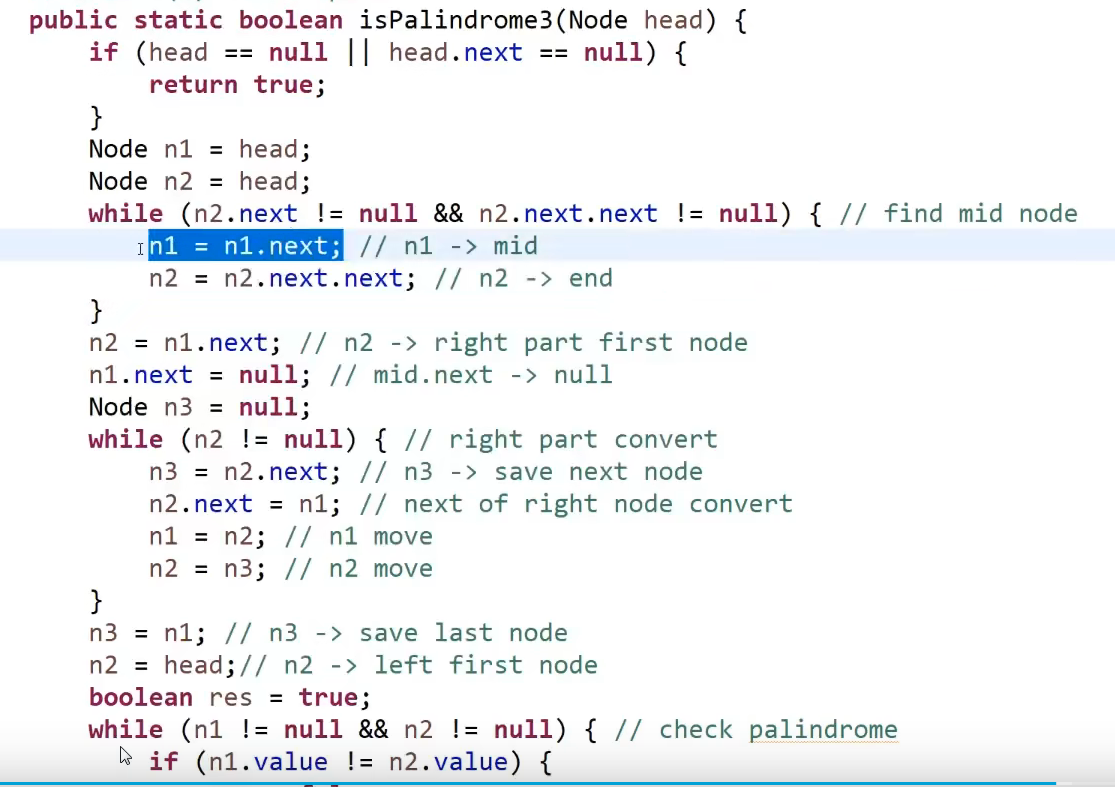 public static boolean isPalindrome3(Node head) {
if (head == null || head.next == null) {
return true;
}
Node n1 = head;
Node n2 = head;
while (n2.next != null && n2.next.next != null) { // find mid node
n1 = n1.next; // n1 -> mid
n2 = n2.next.next; // n2 -> end
}
n2 = n1.next; // n2 -> right part first node
n1.next = null; // mid.next -> null
Node n3 = null;
while (n2 != null) { // right part convert
n3 = n2.next; // n3 -> save next node
n2.next = n1; // next of right node convert
n1 = n2; // n1 move
n2 = n3; // n2 move
}
n3 = n1; // n3 -> save last node
n2 = head;// n2 -> left first node
boolean res = true;
while (n1 != null && n2 != null) { // check palindrome
if (n1.value != n2.value) {